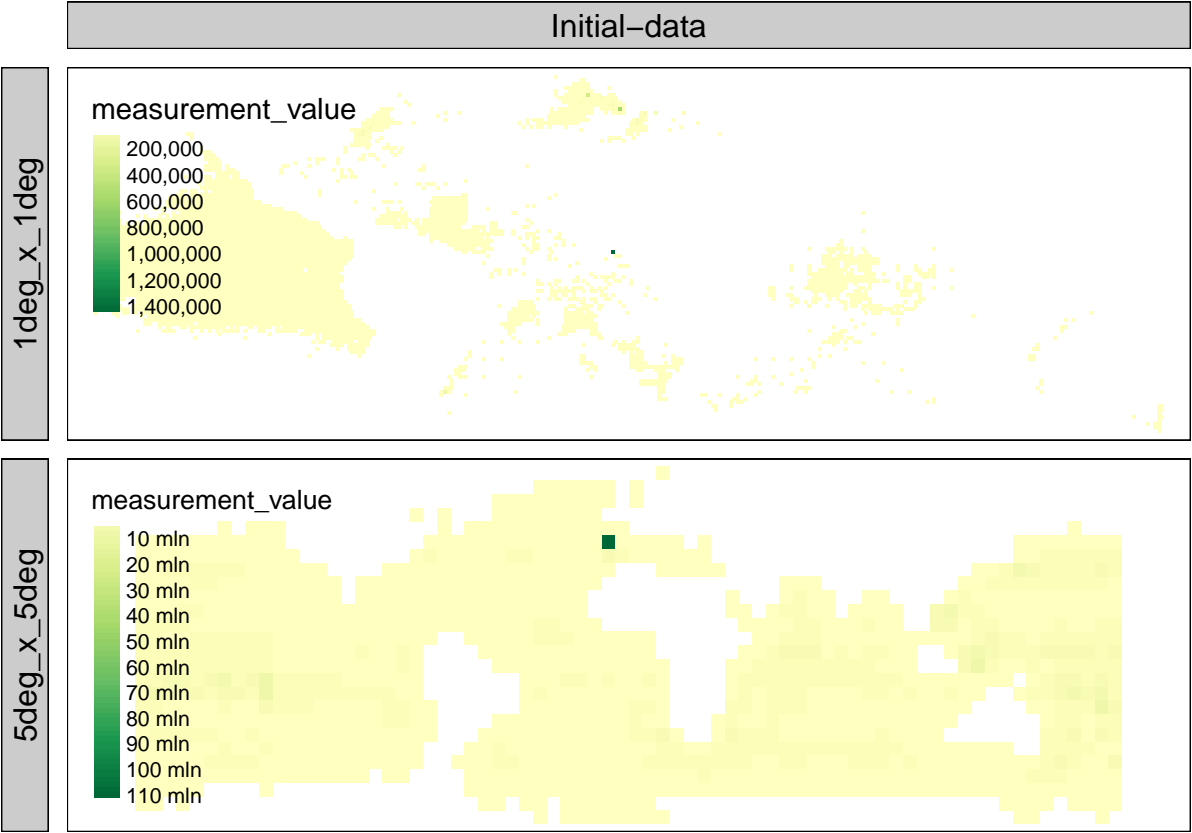 Initial−data
1deg_x_1deg
measurement_value
200,000
400,000
600,000
800,000
1,000,000
1,200,000
1,400,000
5deg_x_5deg
measurement_value
10 mln
20 mln
30 mln
40 mln
50 mln
60 mln
70 mln
80 mln
90 mln
100 mln
110 mln